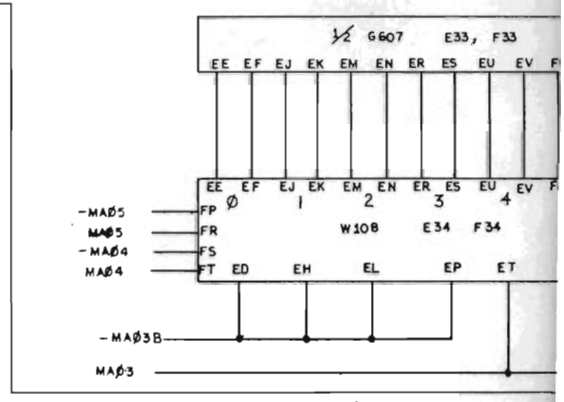 1/2 G607 E33, F33
EE EF EJ EK EM EN ER ES EU EV
EE EF EJ EK EM EN ER ES EU EV
Ø 1 2 3 4
-MAØ5 FP
MAØ5 FR W108 E34 F34
-MAØ4 FS
MAØ4 FT ED EH EL EP ET
-MAØ3B
MAØ3